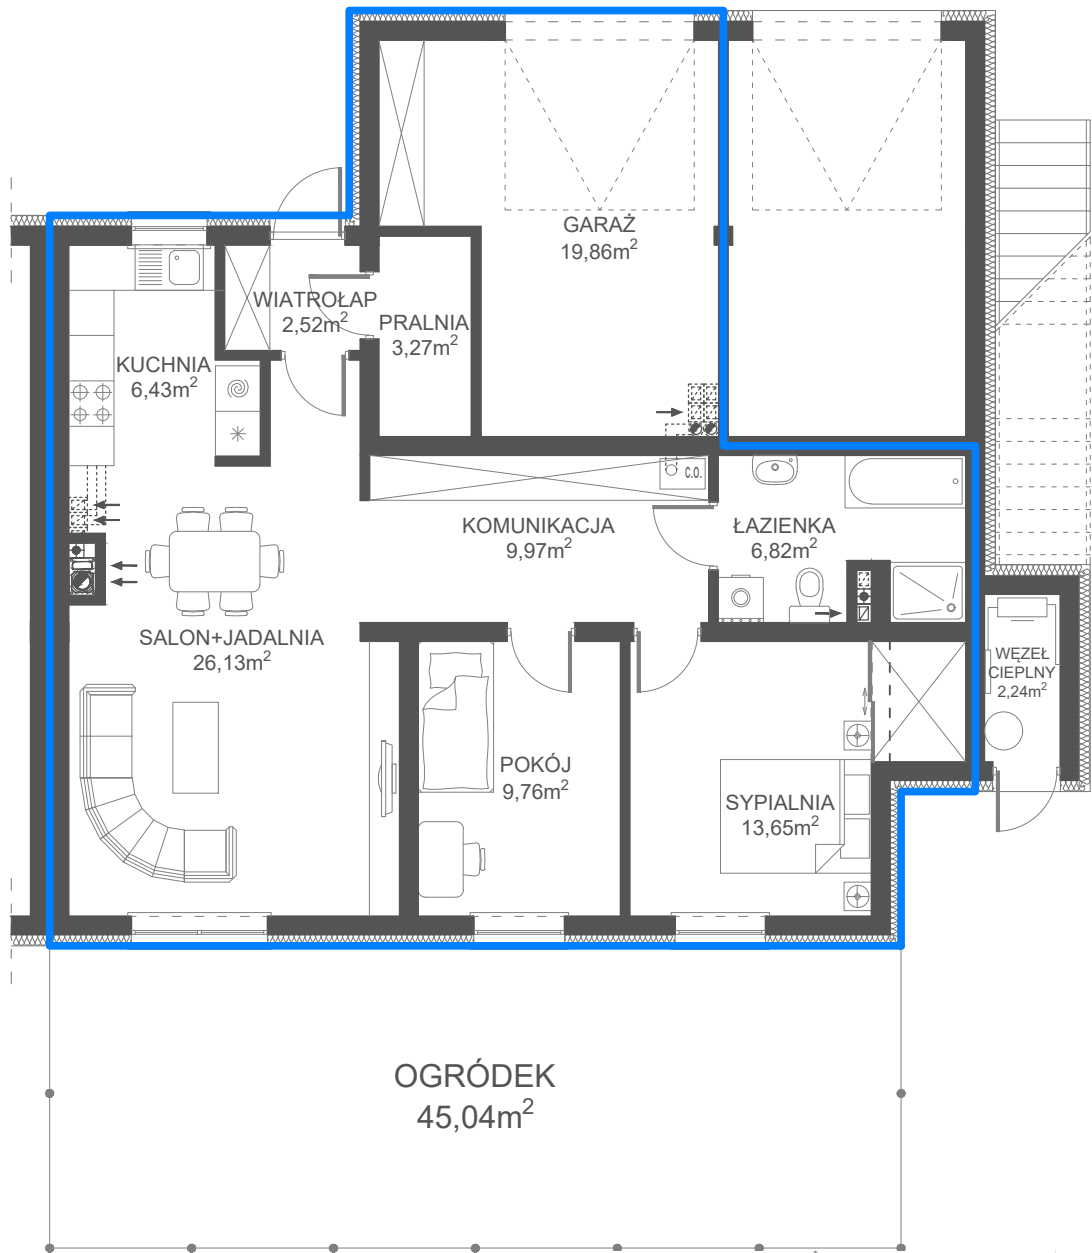 GARAŻ
19,86m²
WIATROŁAP
2,52m²
PRALNIA
3,27m²
KUCHNIA
6,43m²
C.O.
KOMUNIKACJA
9,97m²
ŁAZIENKA
6,82m²
SALON+JADALNIA
26,13m²
WĘZEŁ
CIEPLNY
2,24m²
POKÓJ
9,76m²
SYPIALNIA
13,65m²
OGRÓDEK
45,04m²